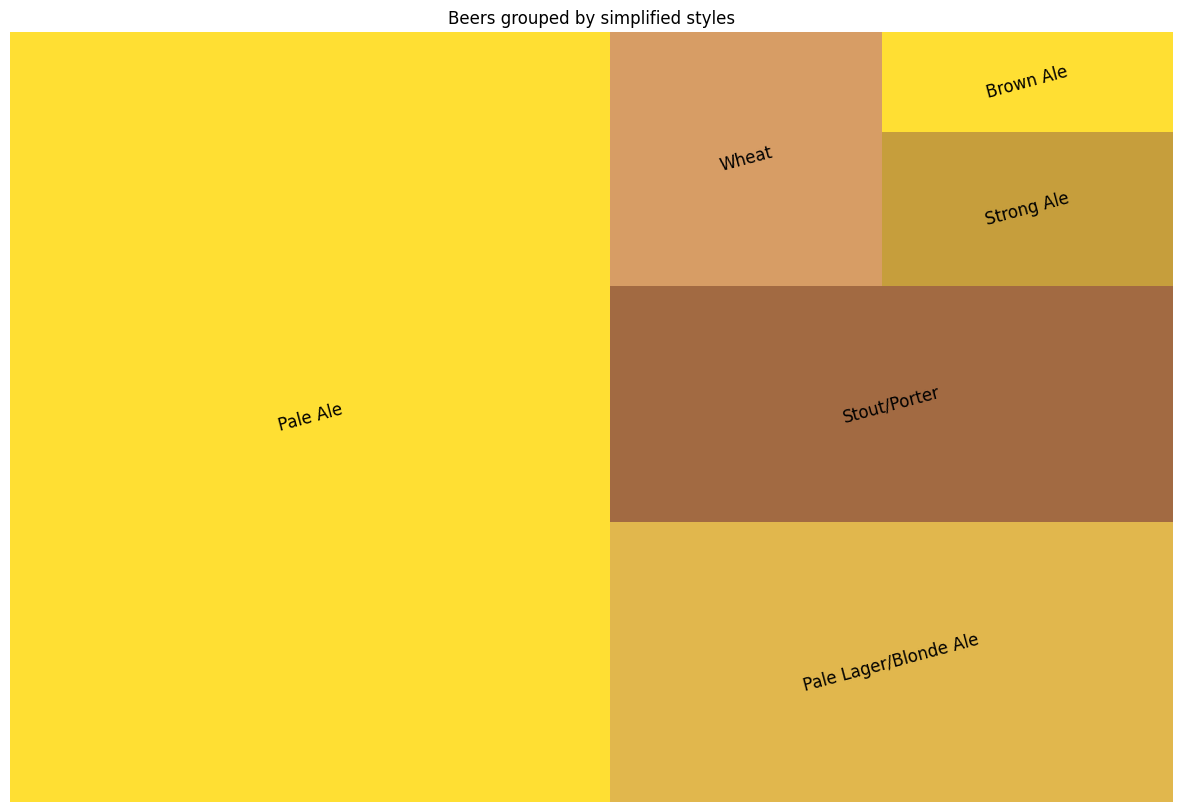 Beers grouped by simplified styles
Pale Ale
Wheat
Brown Ale
Strong Ale
Stout/Porter
Pale Lager/Blonde Ale